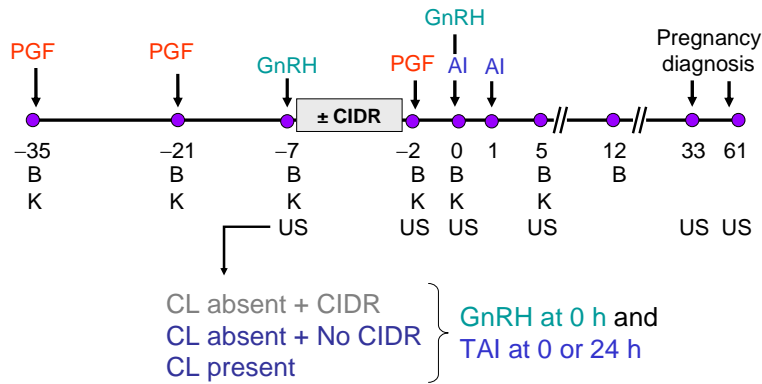 GnRH
PGF PGF GnRH PGF AI AI Pregnancy
diagnosis
± CIDR
–35 –21 –7 –2 0 1 5 12 33 61
B B B B B B B
K K K K K K
US US US US US US
CL absent + CIDR
CL absent + No CIDR
CL present
GnRH at 0 h and
TAI at 0 or 24 h